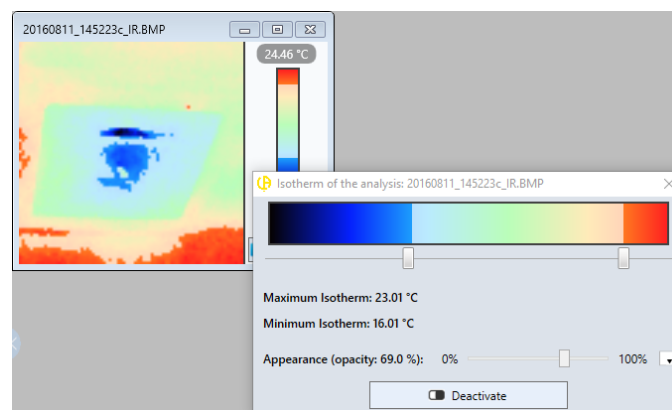 20160811_145223c_IR.BMP
24.46 °C
Isotherm of the analysis: 20160811_145223c_IR.BMP
Maximum Isotherm: 23.01 °C
Minimum Isotherm: 16.01 °C
Appearance (opacity: 69.0 %): 0% 100%
Deactivate